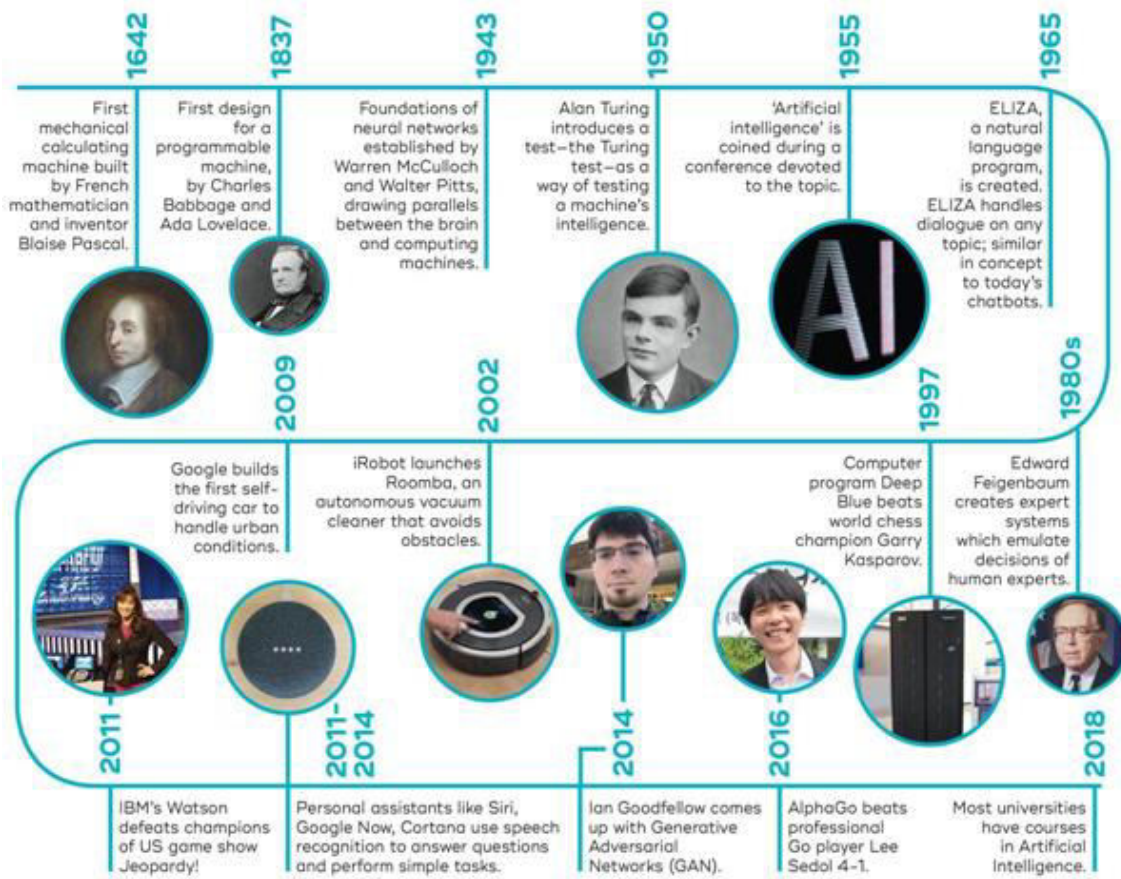 1642
First
mechanical
calculating
machine built
by French
mathematician
and inventor
Blaise Pascal.
1837
First design
for a
programmable
machine,
by Charles
Babbage and
Ada Lovelace.
1943
Foundations of
neural networks
established by
Warren McCulloch
and Walter Pitts,
drawing parallels
between the brain
and computing
machines.
1950
Alan Turing
introduces a
test—the Turing
test—as a
way of testing
a machine's
intelligence.
1955
'Artificial
intelligence' is
coined during a
conference devoted
to the topic.
AI
1965
ELIZA,
a natural
language
program,
is created.
ELIZA handles
dialogue on any
topic; similar
in concept
to today's
chatbots.
1980s
Edward
Feigenbaum
creates expert
systems
which emulate
decisions of
human experts.
1997
Computer
program Deep
Blue beats
world chess
champion Garry
Kasparov.
2002
iRobot launches
Roomba, an
autonomous vacuum
cleaner that avoids
obstacles.
2009
Google builds
the first self-
driving car to
handle urban
conditions.
2011
IBM's Watson
defeats champions
of US game show
Jeopardy!
2011-
2014
Personal assistants like Siri,
Google Now, Cortana use speech
recognition to answer questions
and perform simple tasks.
2014
Ian Goodfellow comes
up with Generative
Adversarial
Networks (GAN).
2016
AlphaGo beats
professional
Go player Lee
Sedol 4-1.
2018
Most universities
have courses
in Artificial
Intelligence.